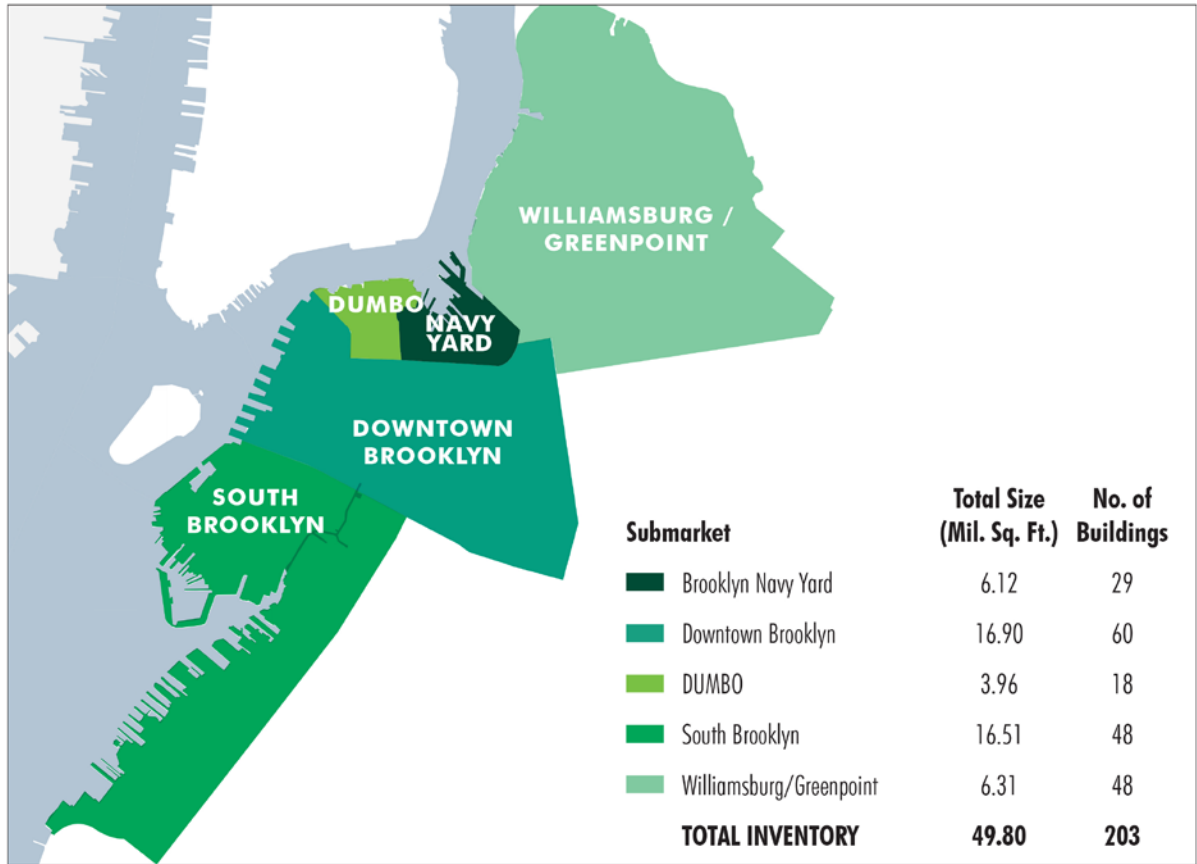 WILLIAMSBURG /
GREENPOINT
DUMBO
NAVY
YARD
DOWNTOWN
BROOKLYN
SOUTH
BROOKLYN
Submarket Total Size (Mil. Sq. Ft.) No. of Buildings
Brooklyn Navy Yard 6.12 29
Downtown Brooklyn 16.90 60
DUMBO 3.96 18
South Brooklyn 16.51 48
Williamsburg/Greenpoint 6.31 48
TOTAL INVENTORY 49.80 203